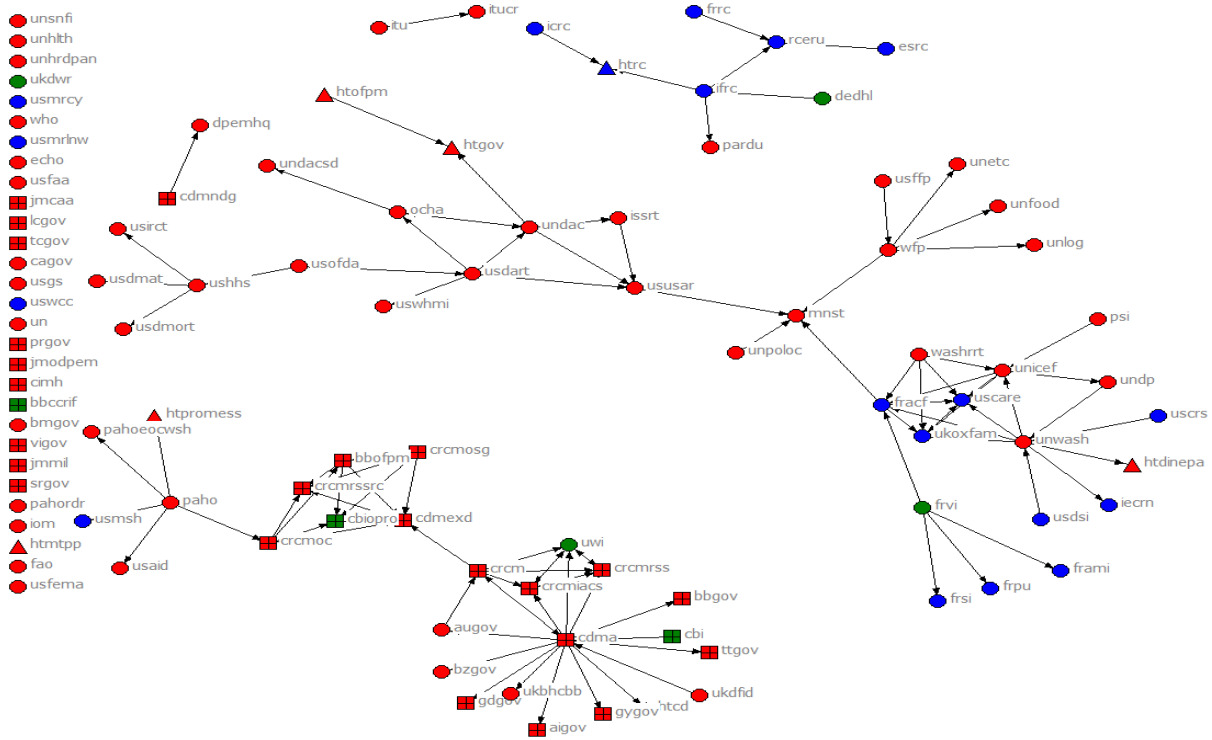 unsnfi
unhlth
unhrdpan
ukdwr
usmrcy
who
usmrlnw
echo
usfaa
jmcaa
lcgov
tcgov
cagov
usgs
uswcc
un
prgov
jmodpem
cimh
bbccrif
bmgov
vigov
jmmil
srgov
pahordr
iom
htmtpp
fao
usfema
itu
itucr
icrc
frrc
rceru
esrc
htrc
ifrc
dedhl
pardu
htofpm
htgov
dpemhq
undacsd
cdmndg
ocha
undac
issrt
usirct
usofda
usdart
usdmat
ushhs
ususar
uswhmi
usdmort
mnst
unpoloc
usffp
unetc
wfp
unfood
unlog
psi
washrrt
unicef
undp
fracf
uscare
ukoxfam
uscrs
unwash
htdinepa
iecrn
usdsi
frvi
frami
frpu
frsi
htpromess
pahoeocwsh
paho
usmsh
usaid
bbofpm
crcmosg
crcmrssrc
cbiopro
cdmexd
crcmoc
uwi
crcm
crcmrss
crcmiacs
bbgov
augov
cdma
cbi
ttgov
bzgov
ukbhcbb
ukdfid
gdgov
htcd
gygov
aigov